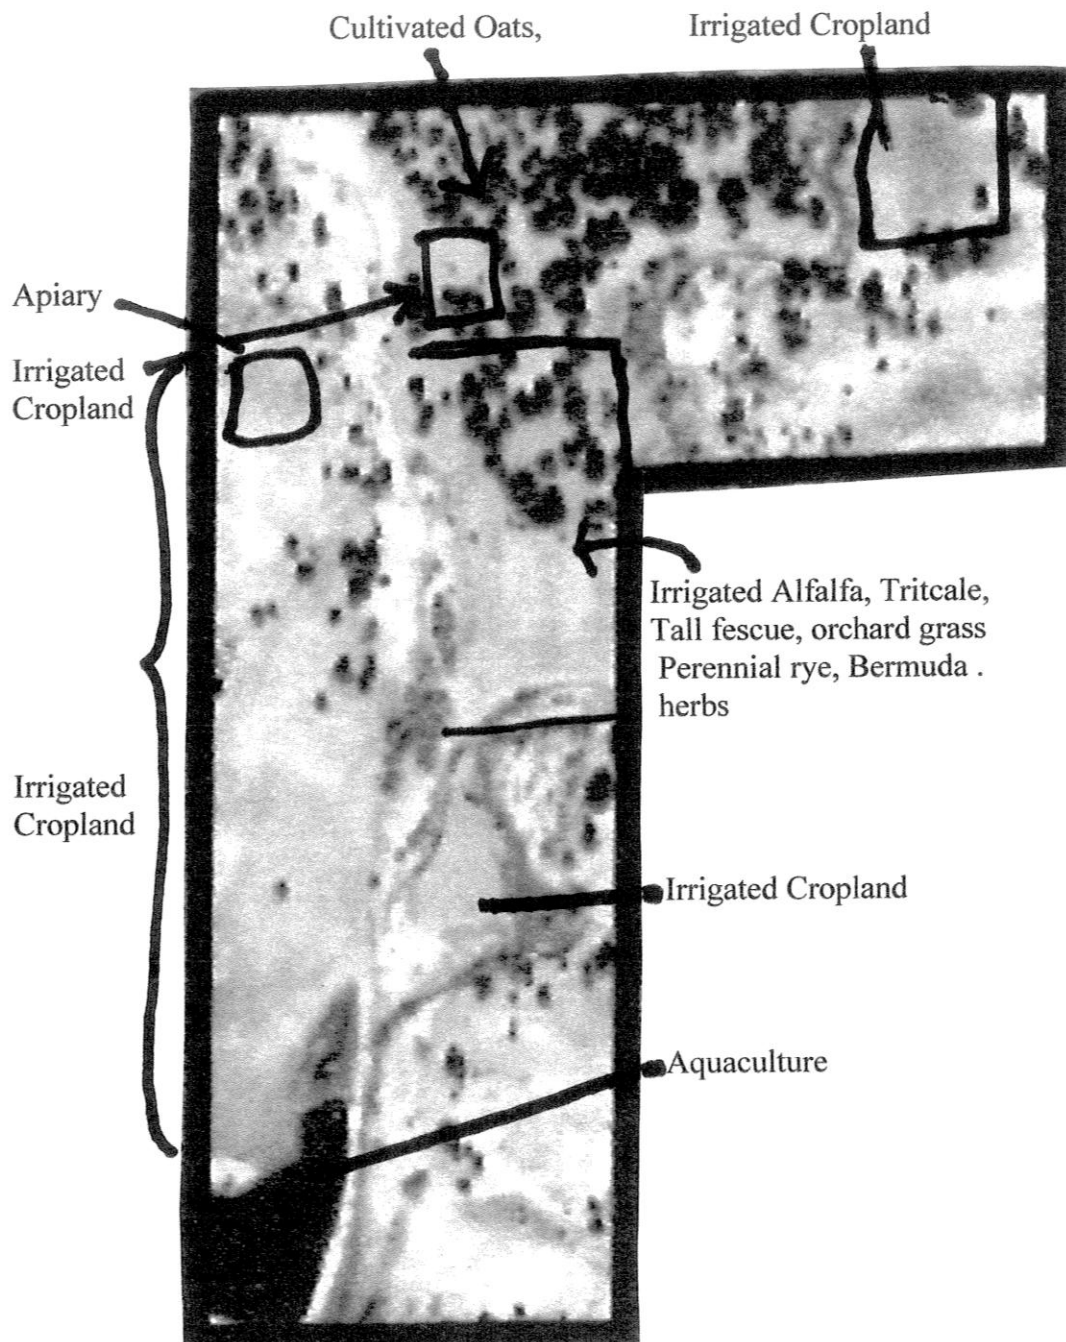 Cultivated Oats,
Irrigated Cropland
Apiary
Irrigated
Cropland
Irrigated Alfalfa, Tritcale,
Tall fescue, orchard grass
Perennial rye, Bermuda .
herbs
Irrigated
Cropland
Irrigated Cropland
Aquaculture